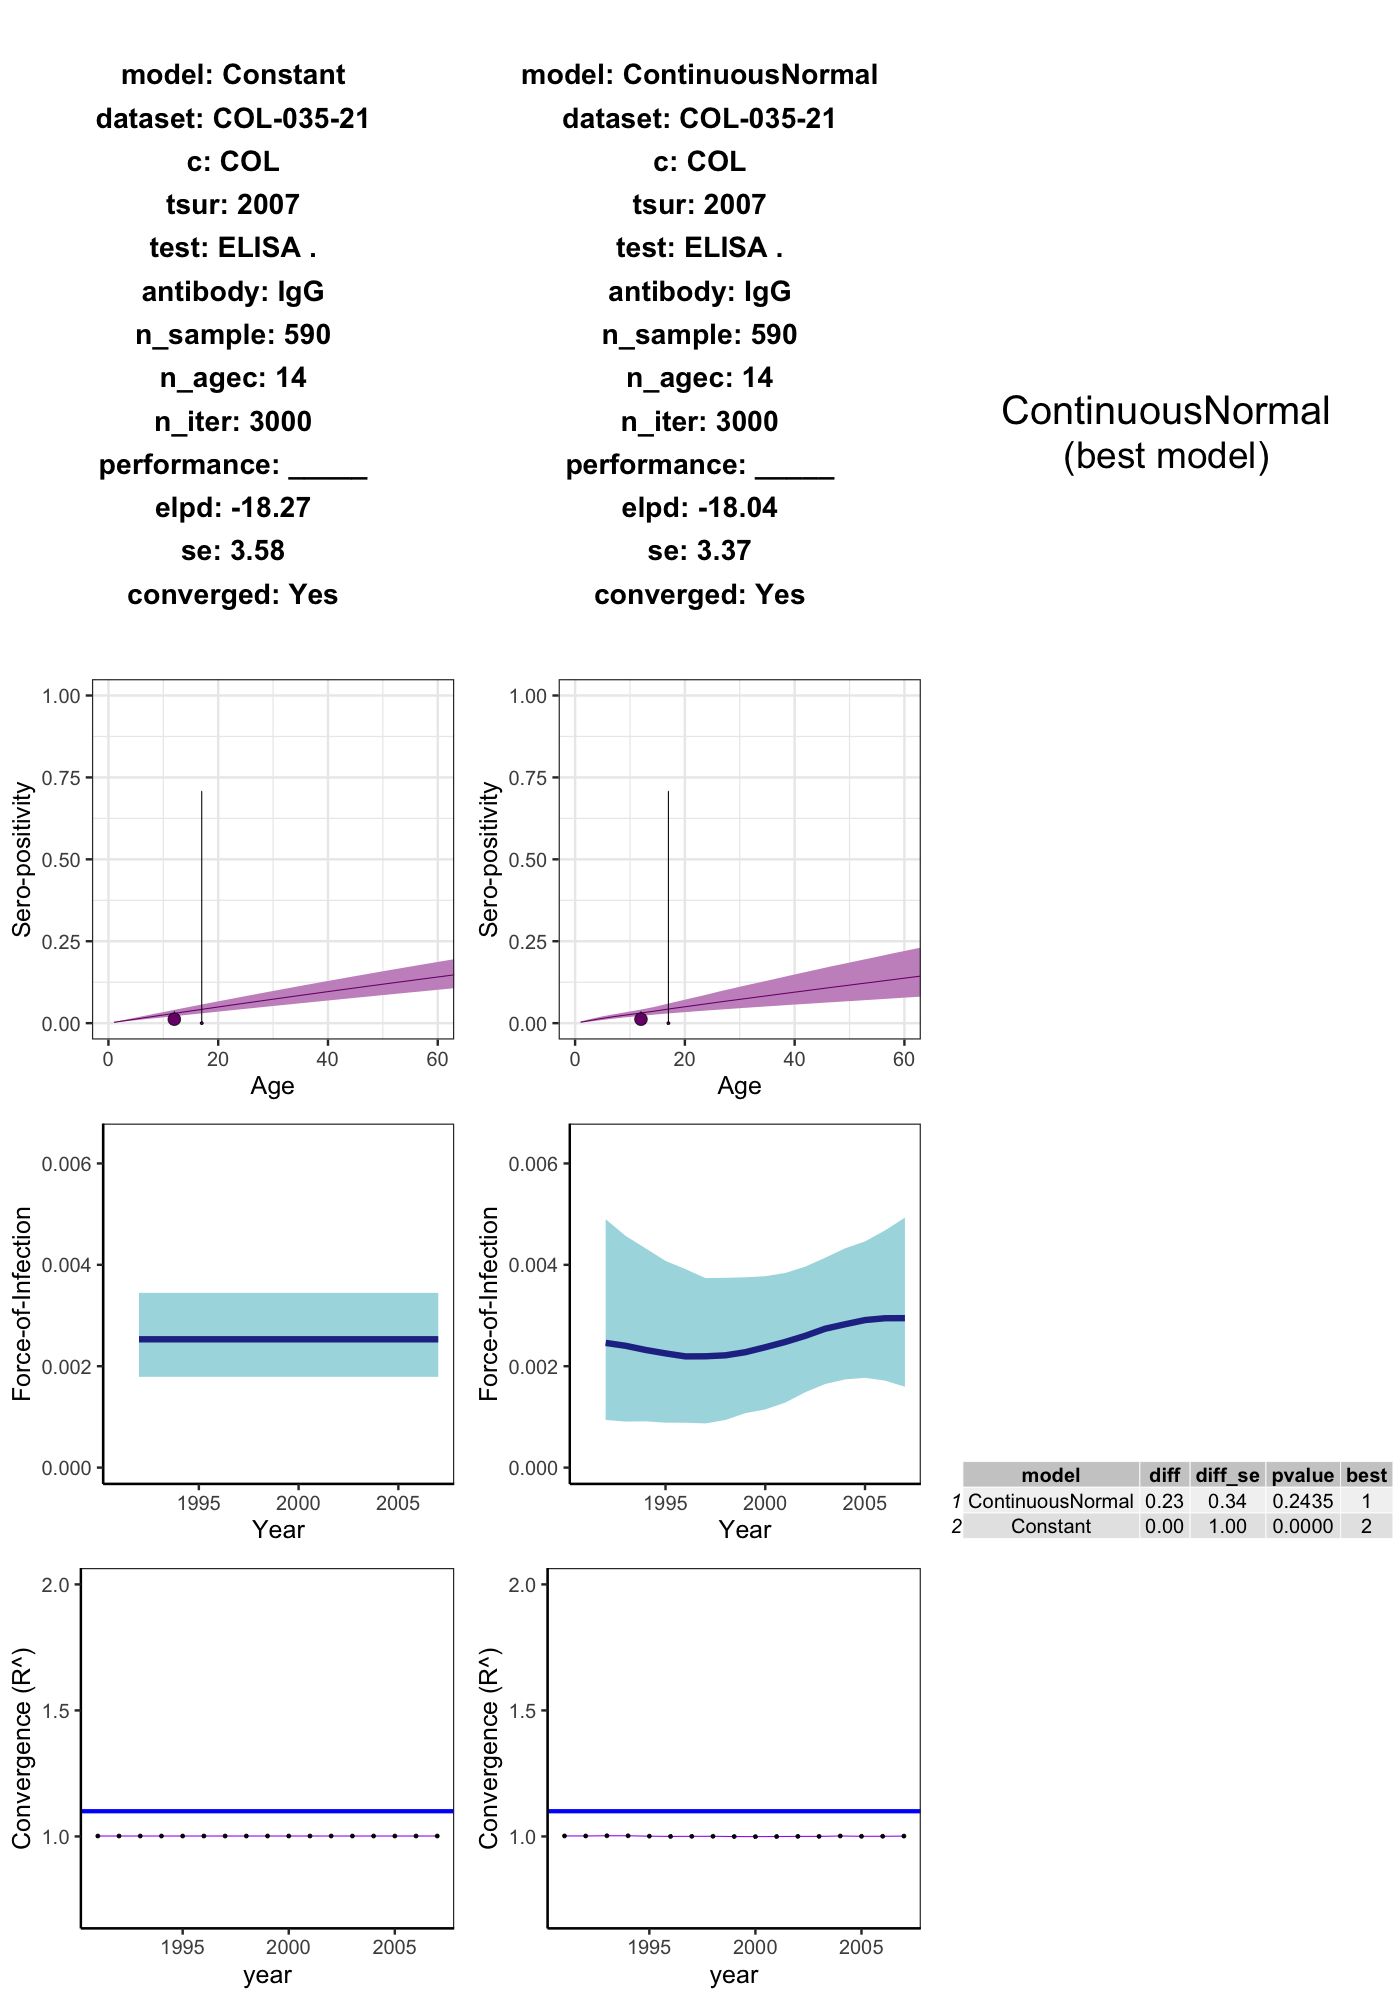 model: Constant
dataset: COL-035-21
c: COL
tsur: 2007
test: ELISA .
antibody: IgG
n_sample: 590
n_agec: 14
n_iter: 3000
performance: _____
elpd: -18.27
se: 3.58
converged: Yes
model: ContinuousNormal
dataset: COL-035-21
c: COL
tsur: 2007
test: ELISA .
antibody: IgG
n_sample: 590
n_agec: 14
n_iter: 3000
performance: _____
elpd: -18.04
se: 3.37
converged: Yes
ContinuousNormal
(best model)
Sero-positivity
1.00
0.75
0.50
0.25
0.00
0 20 40 60
Age
Sero-positivity
1.00
0.75
0.50
0.25
0.00
0 20 40 60
Age
Force-of-Infection
0.006
0.004
0.002
0.000
1995 2000 2005
Year
Force-of-Infection
0.006
0.004
0.002
0.000
1995 2000 2005
Year
model diff diff_se pvalue best
1 ContinuousNormal 0.23 0.34 0.2435 1
2 Constant 0.00 1.00 0.0000 2
Convergence (R^)
2.0
1.5
1.0
1995 2000 2005
year
Convergence (R^)
2.0
1.5
1.0
1995 2000 2005
year